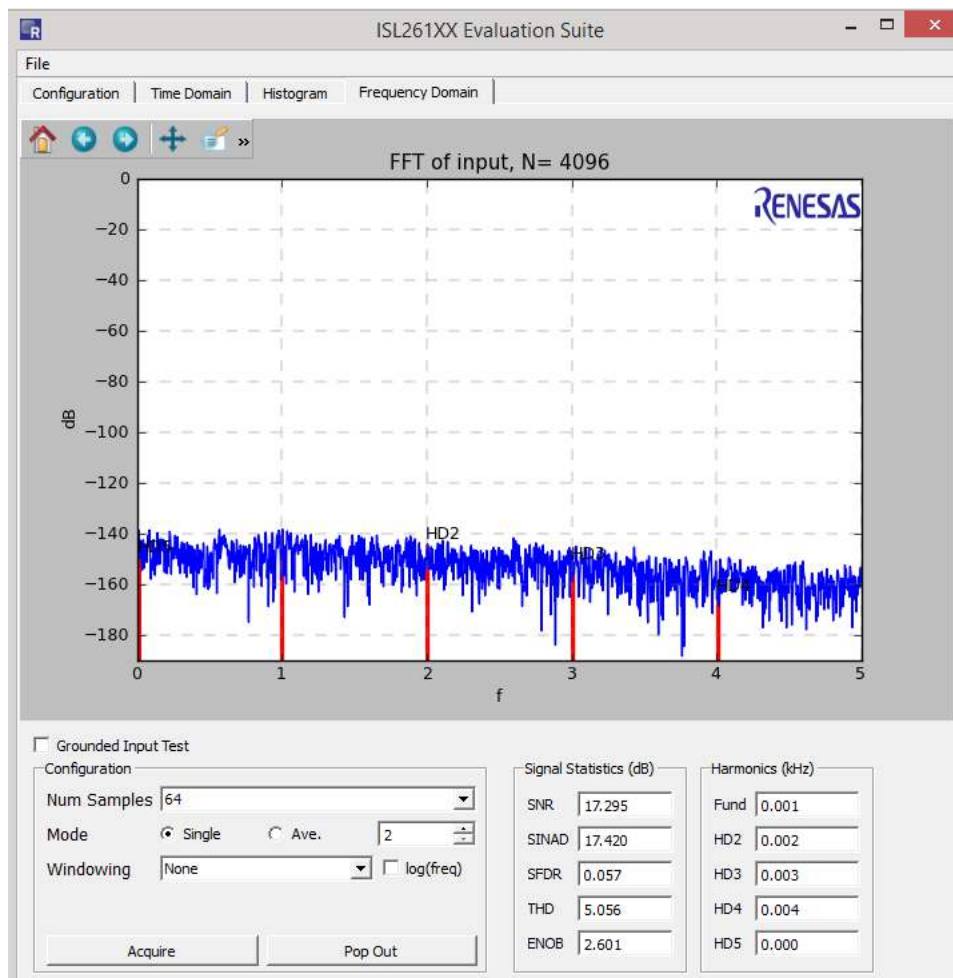 ISL261XX Evaluation Suite
File
Configuration Time Domain Histogram Frequency Domain
»
FFT of input, N= 4096
RENESAS
0
−20
−40
−60
−80
−100
−120
−140
−160
−180
dB
HD2
HD3
0 1 2 3 4 5
f
Grounded Input Test
Configuration
Num Samples 64
Mode Single Ave. 2
Windowing None log(freq)
Acquire Pop Out
Signal Statistics (dB)
SNR 17.295
SINAD 17.420
SFDR 0.057
THD 5.056
ENOB 2.601
Harmonics (kHz)
Fund 0.001
HD2 0.002
HD3 0.003
HD4 0.004
HD5 0.000